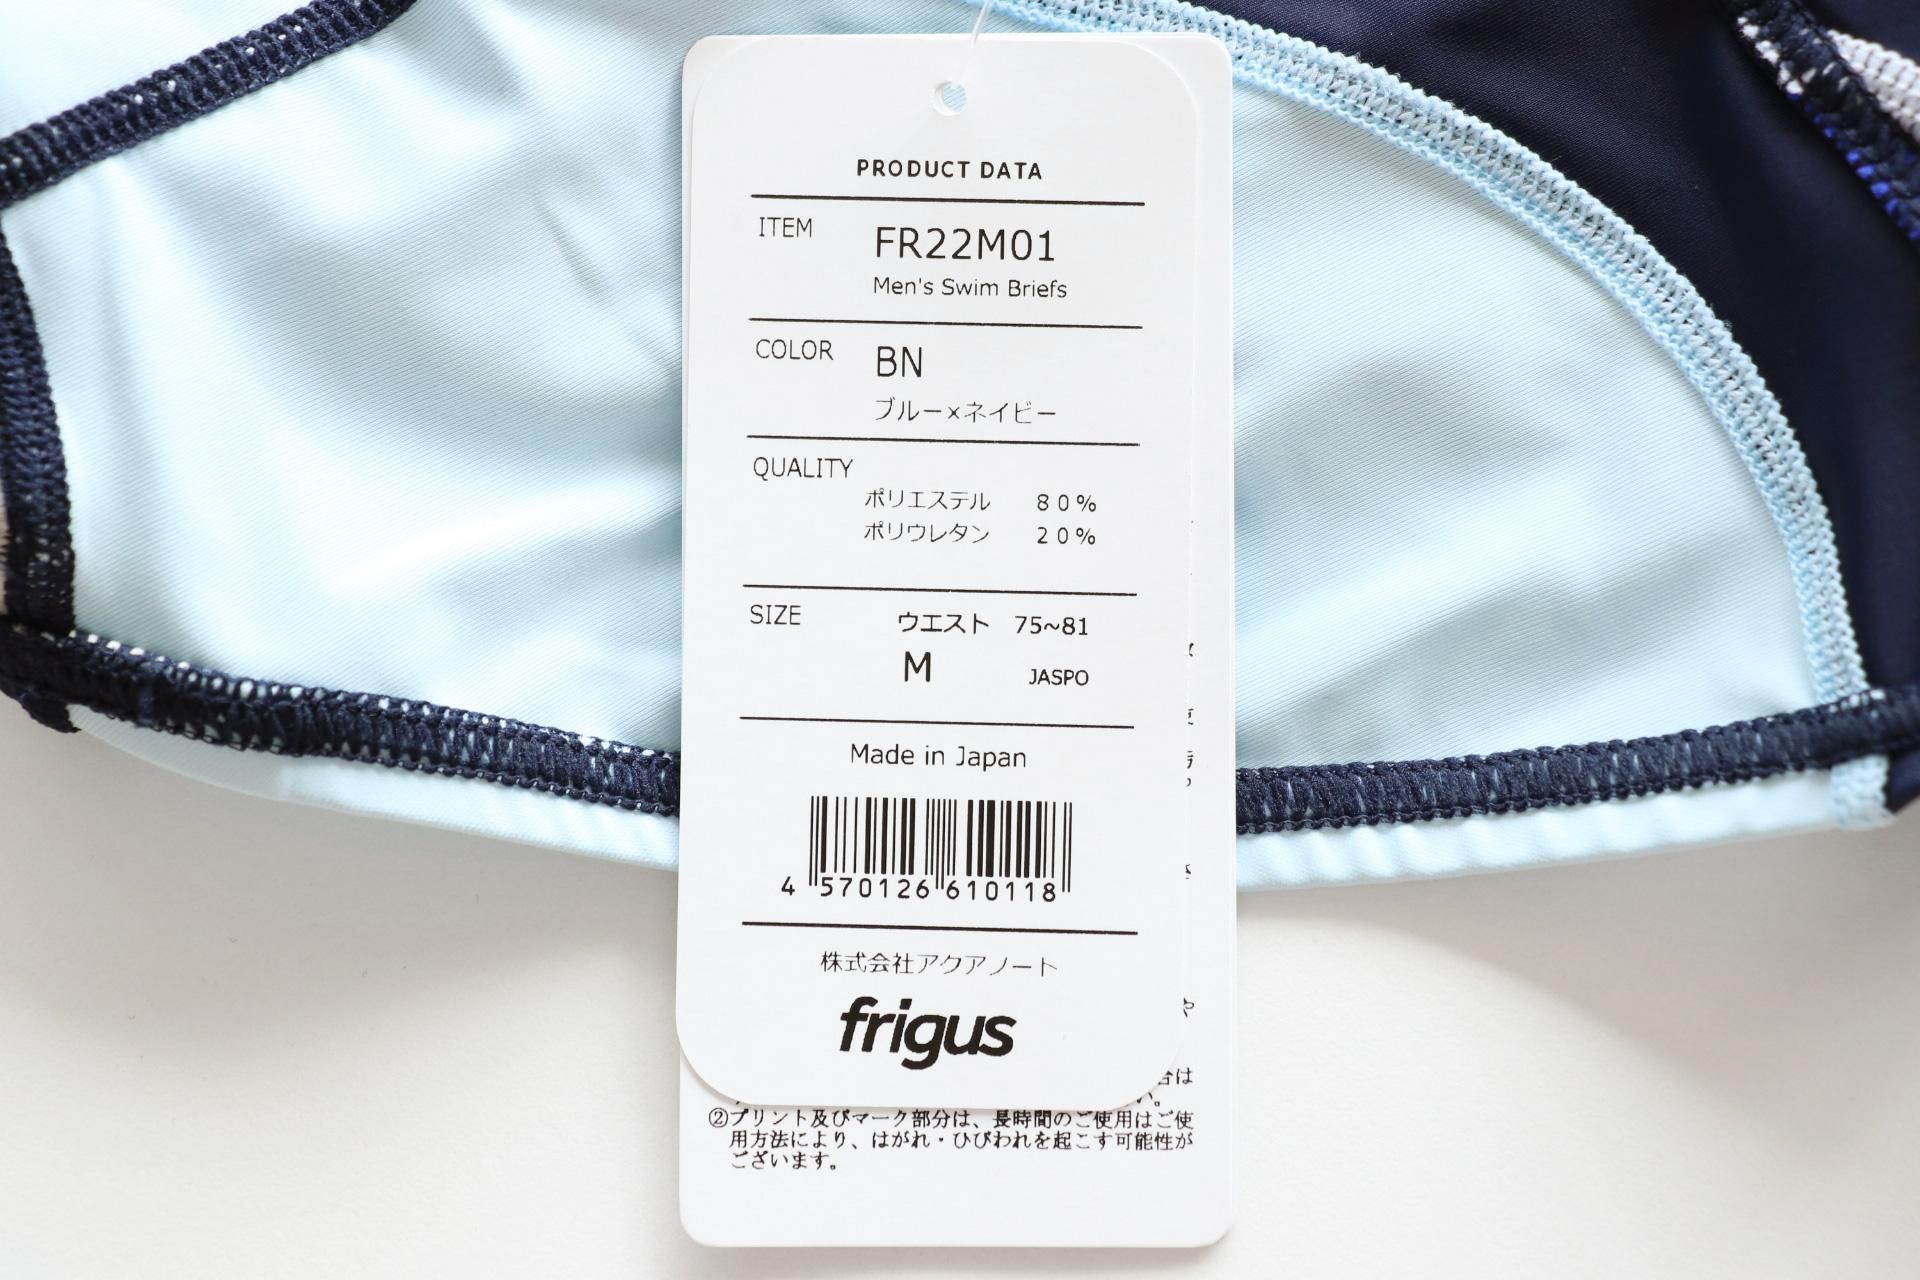 PRODUCT DATA
ITEM
FR22M01
Men's Swim Briefs
COLOR
BN
ブルー×ネイビー
QUALITY
ポリエステル 80%
ポリウレタン 20%
SIZE
ウエスト 75~81
M JASPO
Made in Japan
4 570126 610118
株式会社アクアノート
frigus
②プリント及びマーク部分は、長時間のご使用はご使
用方法により、はがれ・ひびわれを起こす可能性が
ございます。